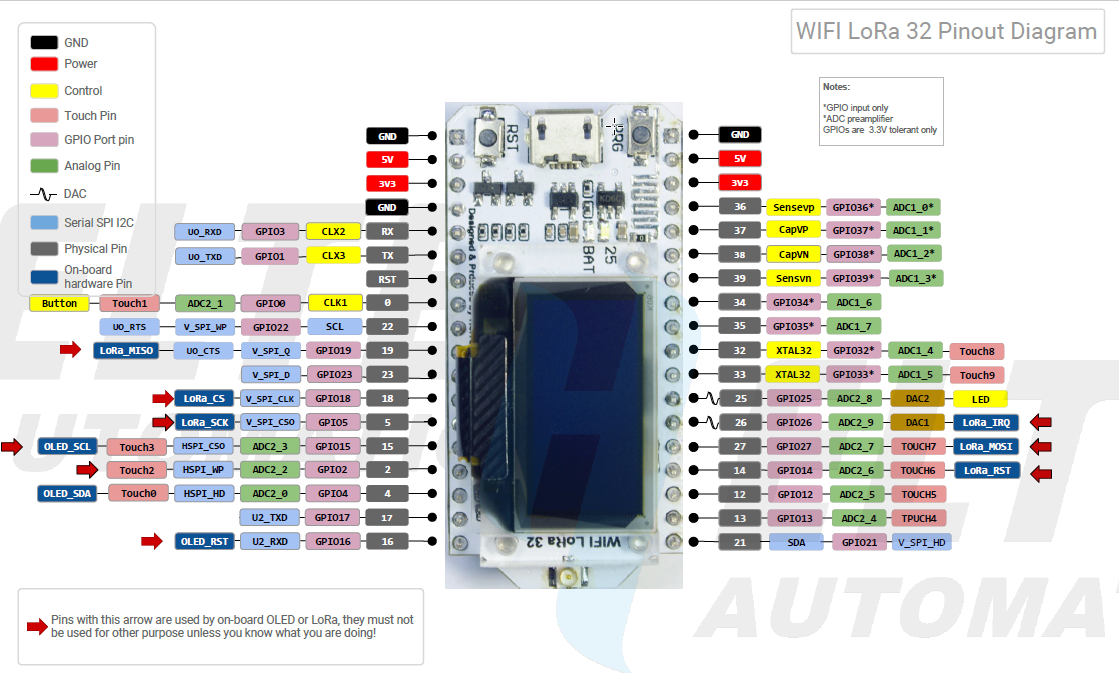 WIFI LoRa 32 Pinout Diagram
GND
Power
Control
Touch Pin
GPIO Port pin
Analog Pin
DAC
Serial SPI I2C
Physical Pin
On-board
hardware Pin
Notes:
*GPIO input only
*ADC preamplifier
GPIOs are 3.3V tolerant only
GND
5V
3V3
GND
UO_RXD GPIO3 CLX2 RX
UO_TXD GPIO1 CLX3 TX
RST
Button Touch1 ADC2_1 GPIO0 CLK1 0
UO_RTS V_SPI_WP GPIO22 SCL 22
LoRa_MISO UO_CTS V_SPI_Q GPIO19 19
V_SPI_D GPIO23 23
LoRa_CS V_SPI_CLK GPIO18 18
LoRa_SCK V_SPI_CSO GPIO5 5
OLED_SCL Touch3 HSPI_CSO ADC2_3 GPIO15 15
Touch2 HSPI_WP ADC2_2 GPIO2 2
OLED_SDA Touch0 HSPI_HD ADC2_0 GPIO4 4
U2_TXD GPIO17 17
OLED_RST U2_RXD GPIO16 16
RST
PRG
BAT
25
WIFI LoRa 32
GND
5V
3V3
36 Sensevp GPIO36* ADC1_0*
37 CapVP GPIO37* ADC1_1*
38 CapVN GPIO38* ADC1_2*
39 Sensvn GPIO39* ADC1_3*
34 GPIO34* ADC1_6
35 GPIO35* ADC1_7
32 XTAL32 GPIO32* ADC1_4 Touch8
33 XTAL32 GPIO33* ADC1_5 Touch9
25 GPIO25 ADC2_8 DAC2 LED
26 GPIO26 ADC2_9 DAC1 LoRa_IRQ
27 GPIO27 ADC2_7 TOUCH7 LoRa_MOSI
14 GPIO14 ADC2_6 TOUCH6 LoRa_RST
12 GPIO12 ADC2_5 TOUCH5
13 GPIO13 ADC2_4 TPUCH4
21 SDA GPIO21 V_SPI_HD
Pins with this arrow are used by on-board OLED or LoRa, they must not
be used for other purpose unless you know what you are doing!
AUTOMA